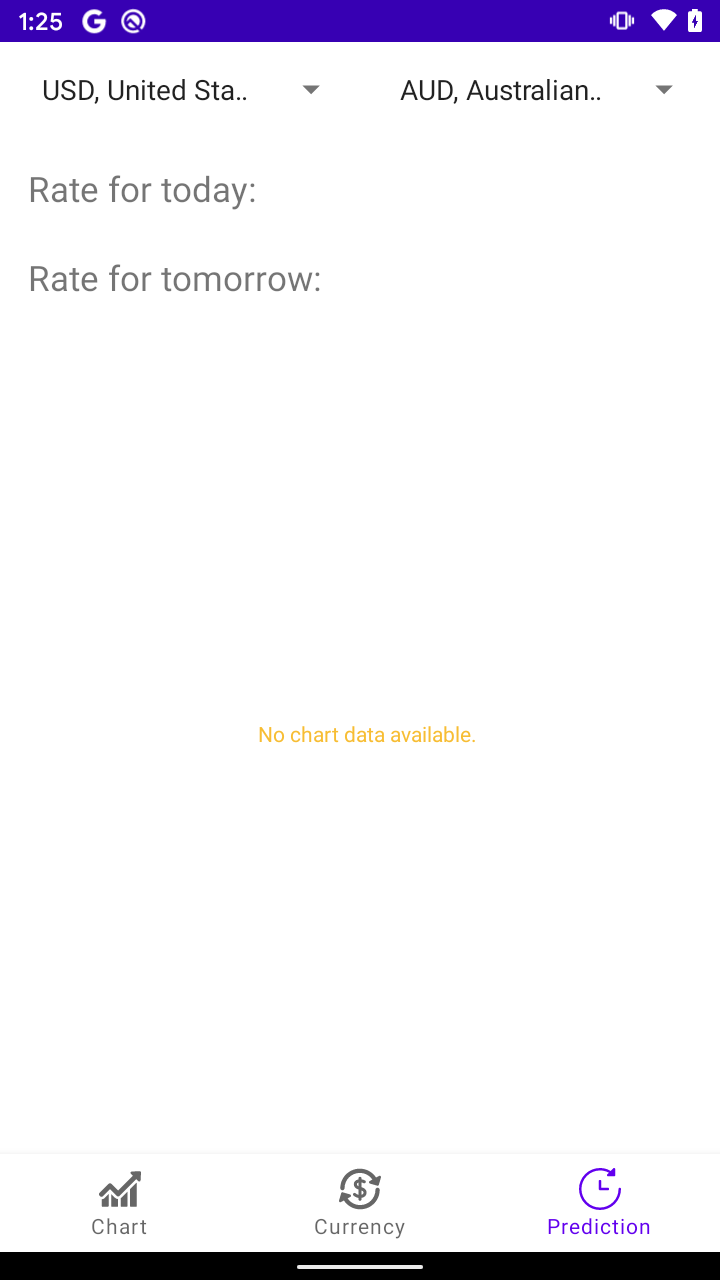 1:25
USD, United Sta..
AUD, Australian..
Rate for today:
Rate for tomorrow:
No chart data available.
Chart
Currency
Prediction